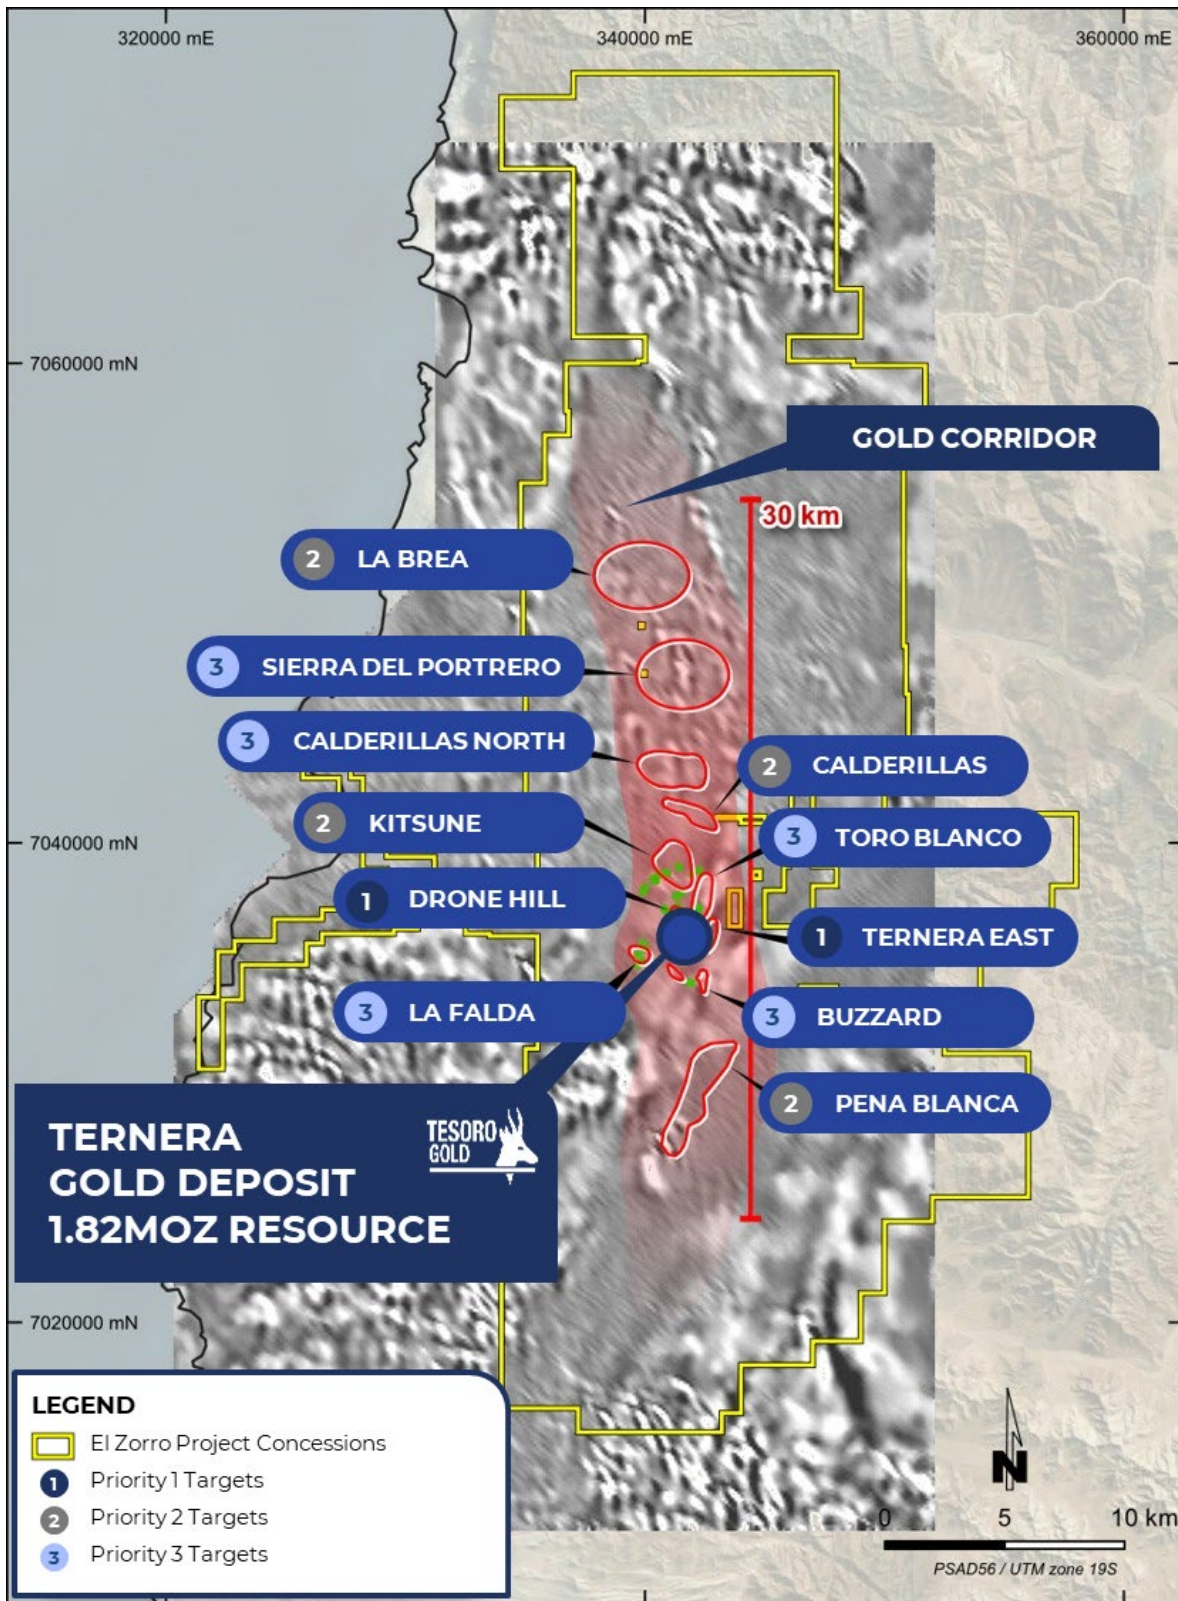 320000 mE
340000 mE
360000 mE
7060000 mN
GOLD CORRIDOR
30 km
2 LA BREA
3 SIERRA DEL PORTRERO
3 CALDERILLAS NORTH
2 CALDERILLAS
2 KITSUNE
3 TORO BLANCO
7040000 mN
1 DRONE HILL
1 TERNERA EAST
3 LA FALDA
3 BUZZARD
2 PENA BLANCA
TERNERA
GOLD DEPOSIT
1.82MOZ RESOURCE
TESORO
GOLD
7020000 mN
LEGEND
El Zorro Project Concessions
1 Priority 1 Targets
2 Priority 2 Targets
3 Priority 3 Targets
N
0 5 10 km
PSAD56 / UTM zone 19S